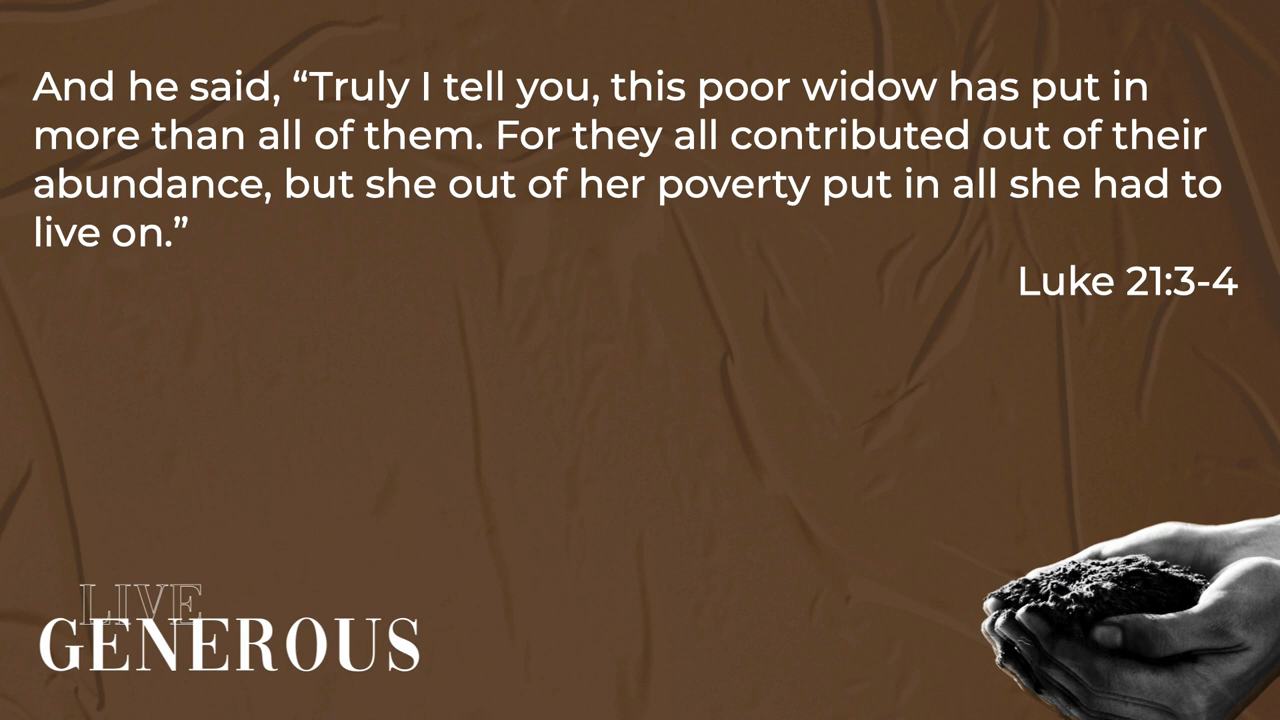 And he said, “Truly I tell you, this poor widow has put in
more than all of them. For they all contributed out of their
abundance, but she out of her poverty put in all she had to
live on.”
Luke 21:3-4
LIVE
GENEROUS